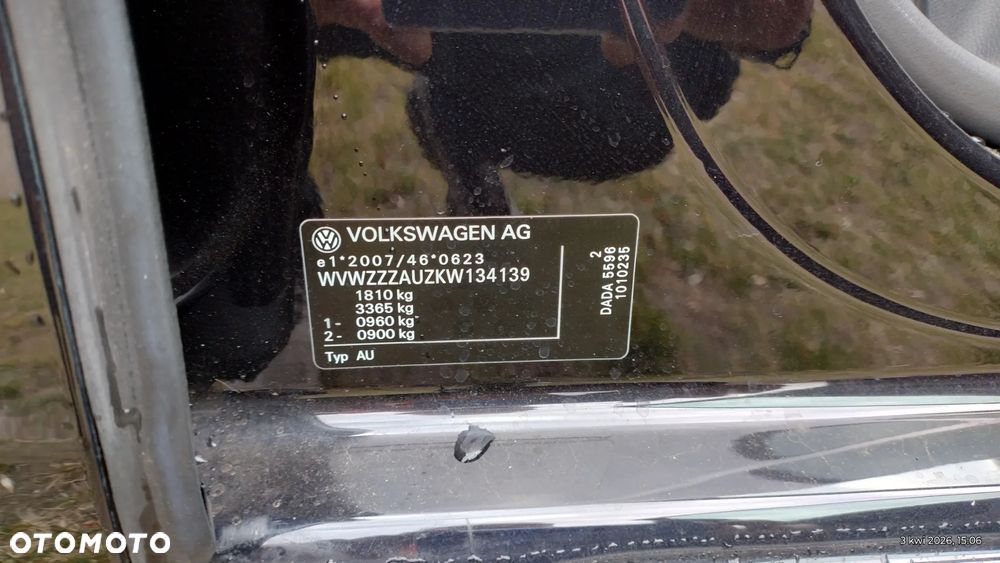 VOLKSWAGEN AG
e1*2007/46*0623
WVWZZZAUZKW134139
1810 kg
3365 kg
1- 0960 kg
2- 0900 kg
Typ AU
2
DADA 5596
1010235
OTOMOTO
3 kwi 2026, 15:06